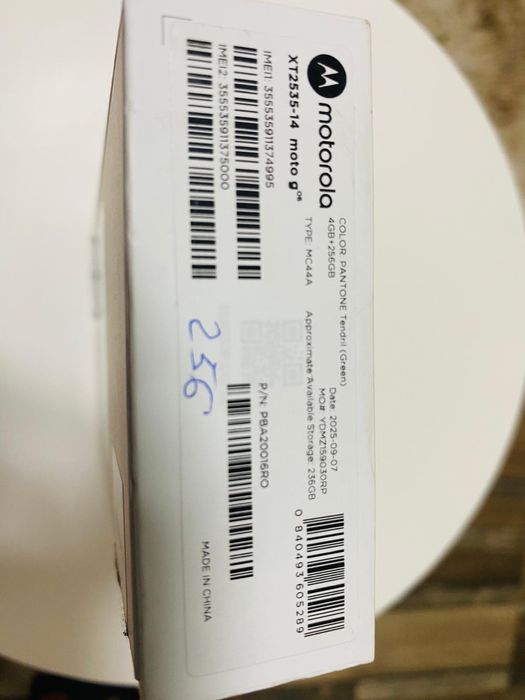 motorola
COLOR: PANTONE Tendril (Green)
4GB+256GB
Date: 2025-09-07
MO#: YDMZ159030RP
XT2535-14 moto g⁰⁶
TYPE: MC44A
Approximate Available Storage: 236GB
0 840493 605289
IMEI1: 355535911374995
P/N: PBA20016RO
IMEI2: 355535911375000
256
MADE IN CHINA